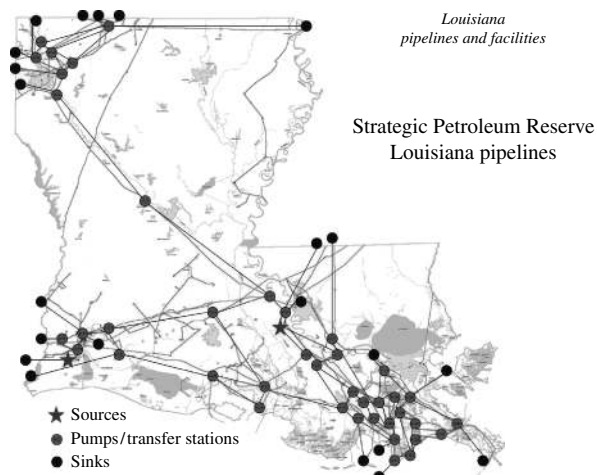 Louisiana
pipelines and facilities
Strategic Petroleum Reserve
Louisiana pipelines
Sources
Pumps/transfer stations
Sinks